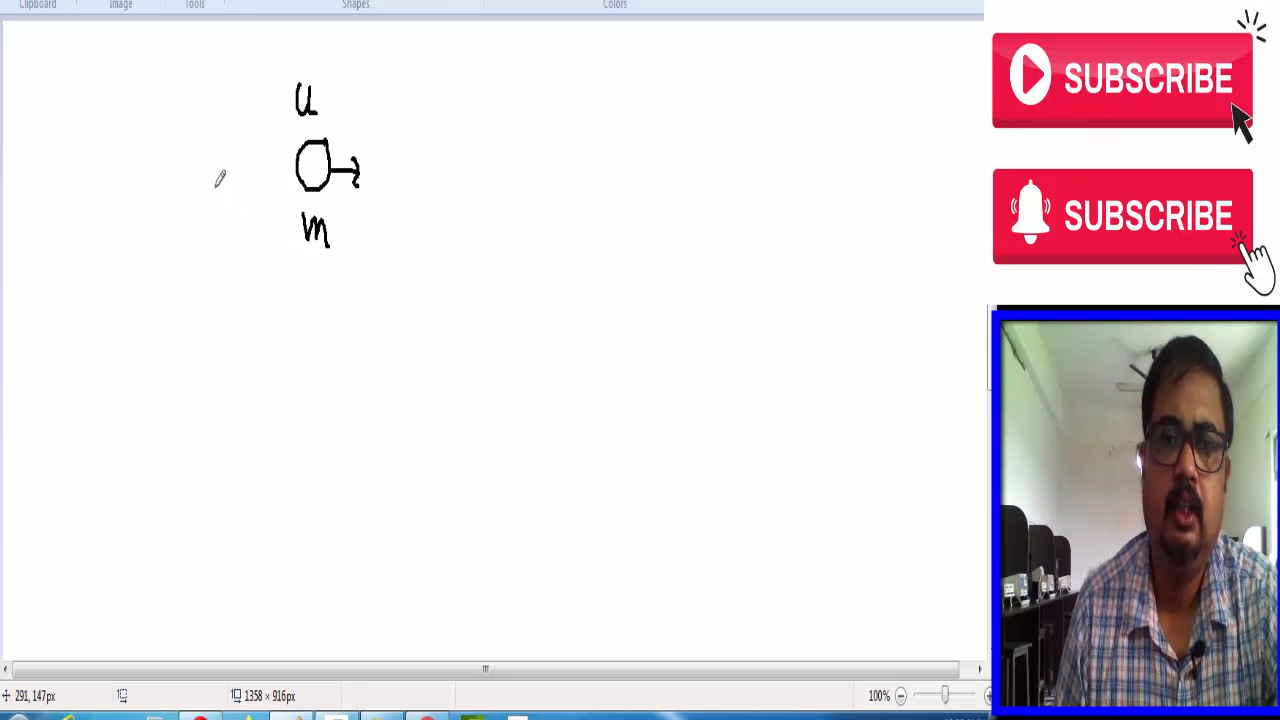 Clipboard Image Tools Shapes Colors
u
m
SUBSCRIBE
SUBSCRIBE
291, 147px 1358 × 916px 100%